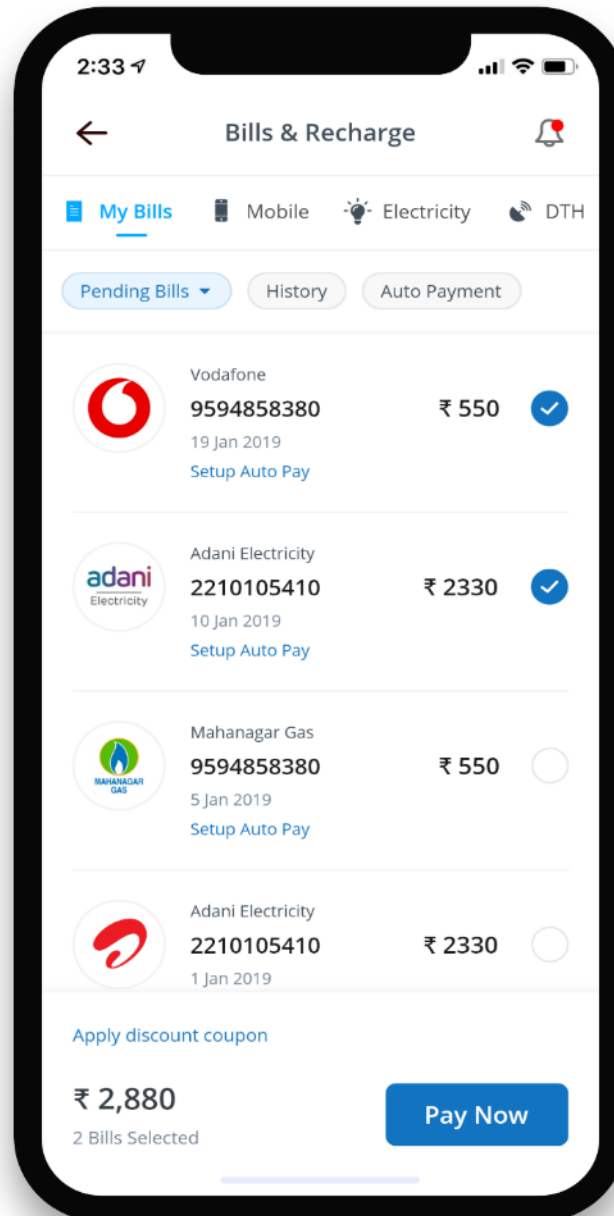 2:33
Bills & Recharge
My Bills Mobile Electricity DTH
Pending Bills History Auto Payment
Vodafone
9594858380 ₹ 550
19 Jan 2019
Setup Auto Pay
adani
Electricity
Adani Electricity
2210105410 ₹ 2330
10 Jan 2019
Setup Auto Pay
MAHANAGAR
GAS
Mahanagar Gas
9594858380 ₹ 550
5 Jan 2019
Setup Auto Pay
Adani Electricity
2210105410 ₹ 2330
1 Jan 2019
Apply discount coupon
₹ 2,880
2 Bills Selected
Pay Now